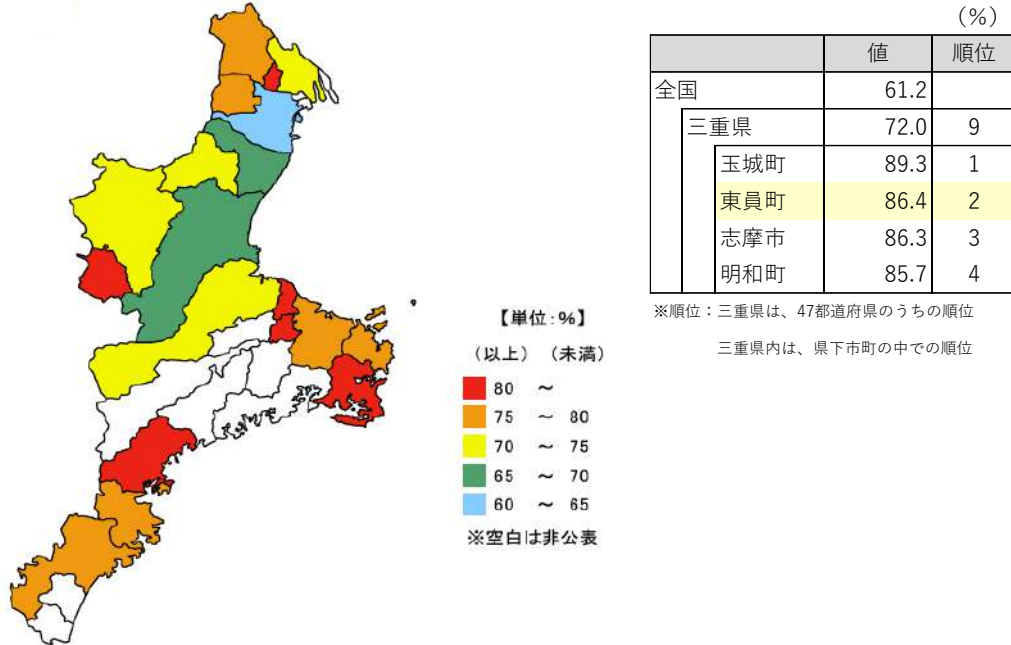 (%)
値 順位
全国 61.2
三重県 72.0 9
玉城町 89.3 1
東員町 86.4 2
志摩市 86.3 3
明和町 85.7 4
※順位：三重県は、47都道府県のうちの順位
三重県内は、県下市町の中での順位
【単位:%】
(以上) (未満)
80 ～
75 ～ 80
70 ～ 75
65 ～ 70
60 ～ 65
※空白は非公表